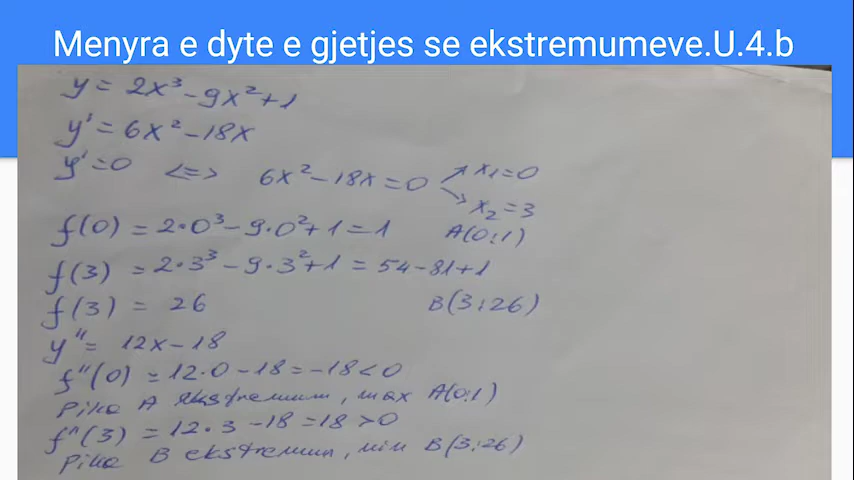 Menyra e dyte e gjetjes se ekstremumeve.U.4.b
y = 2x³ - 9x² + 1
y' = 6x² - 18x
y' = 0 <=> 6x² - 18x = 0 ↗ x₁ = 0
↘ x₂ = 3
f(0) = 2·0³ - 9·0² + 1 = 1 A(0;1)
f(3) = 2·3³ - 9·3² + 1 = 54 - 81 + 1
f(3) = 26 B(3;26)
y'' = 12x - 18
f''(0) = 12·0 - 18 = -18 < 0
Pika A ekstremum, max A(0;1)
f''(3) = 12·3 - 18 = 18 > 0
Pika B ekstremum, min B(3;26)